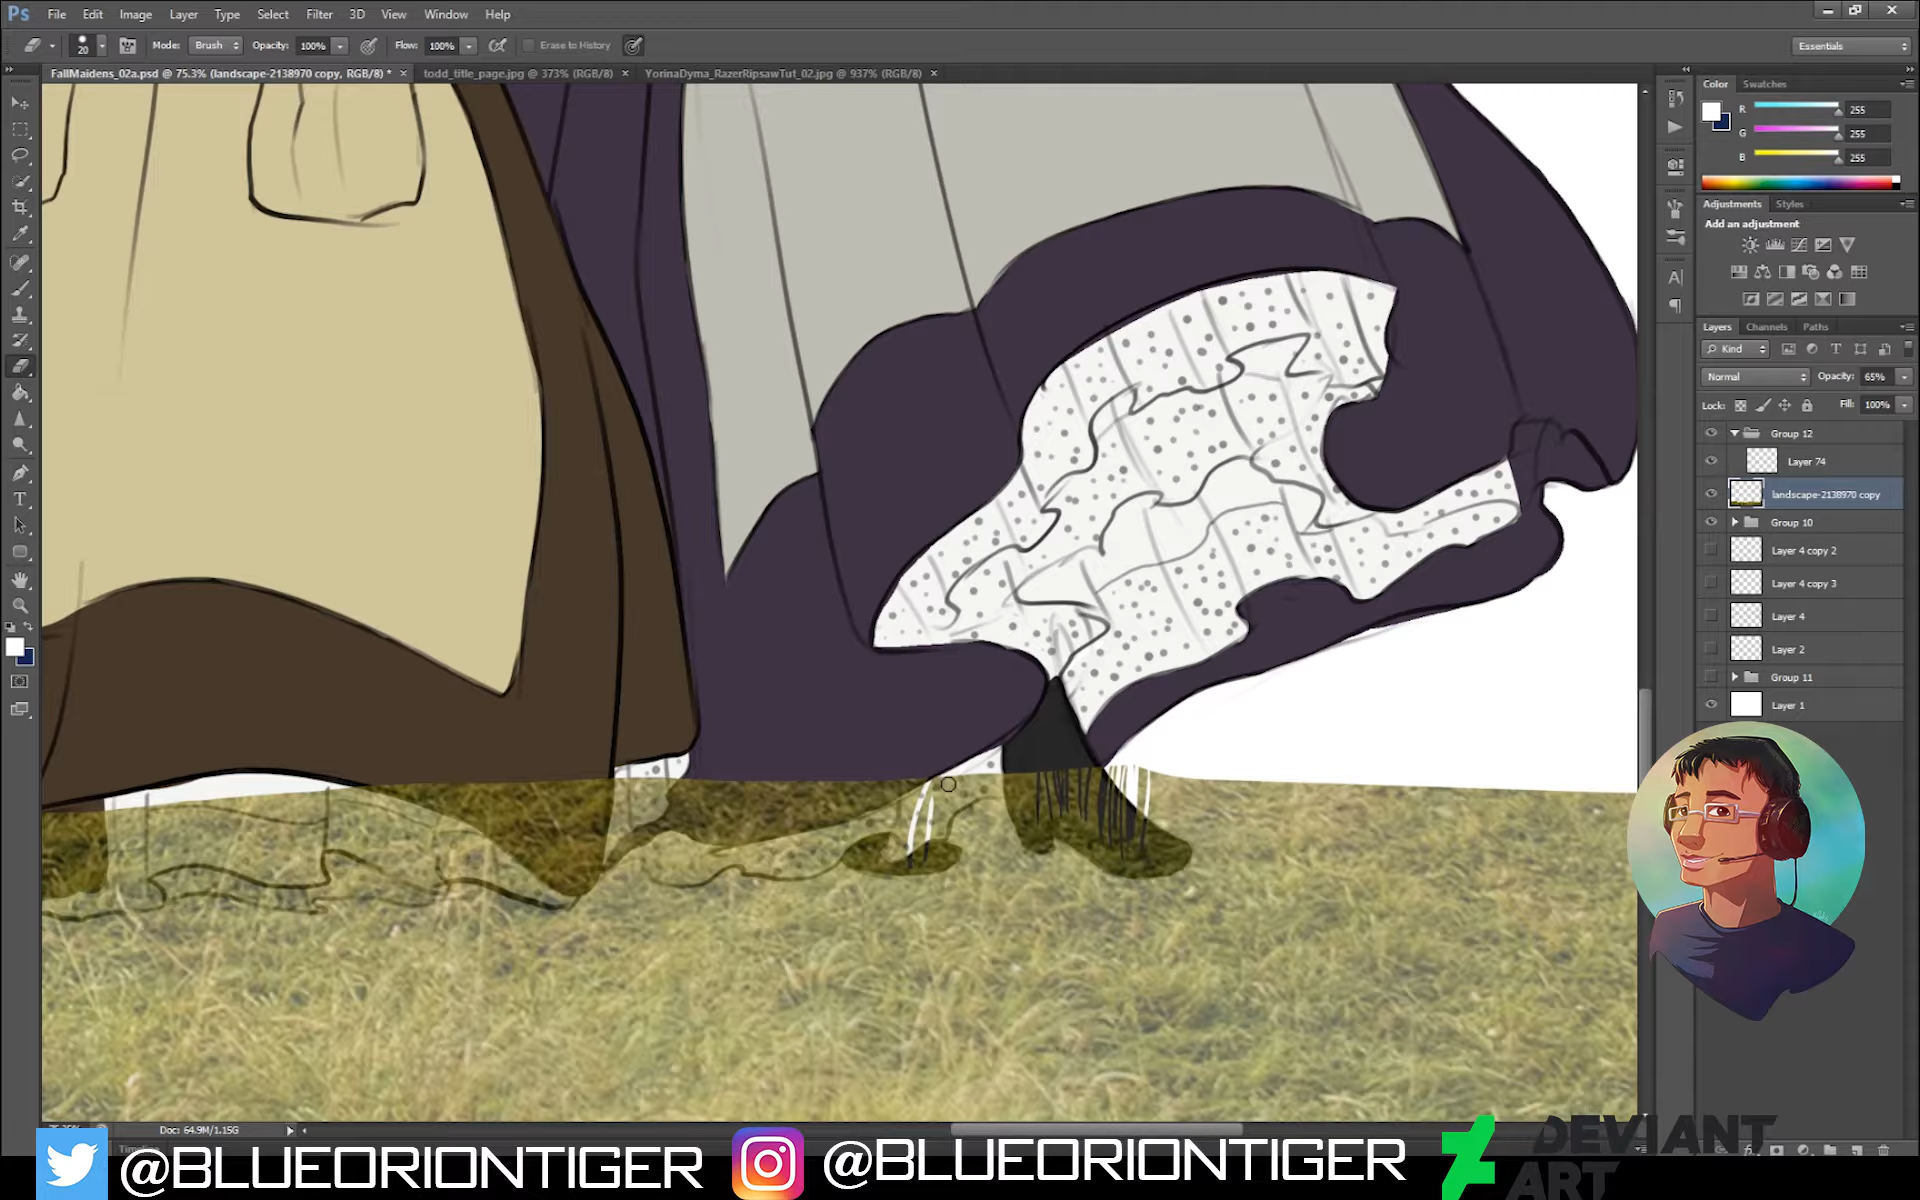 Ps File Edit Image Layer Type Select Filter 3D View Window Help
20 Mode: Brush Opacity: 100% Flow: 100% Erase to History Essentials
FallMaidens_02a.psd @ 75.3% (landscape-2138970 copy, RGB/8) * × todd_title_page.jpg @ 373% (RGB/8) × YorinaDyma_RazerRipsawTut_02.jpg @ 937% (RGB/8) ×
Color Swatches
R 255
G 255
B 255
Adjustments Styles
Add an adjustment
Layers Channels Paths
Kind
Normal Opacity: 65%
Lock: Fill: 100%
Group 12
Layer 74
landscape-2138970 copy
Group 10
Layer 4 copy 2
Layer 4 copy 3
Layer 4
Layer 2
Group 11
Layer 1
Doc: 64.9M/1.15G
@BLUEORIONTIGER @BLUEORIONTIGER DEVIANT
ART